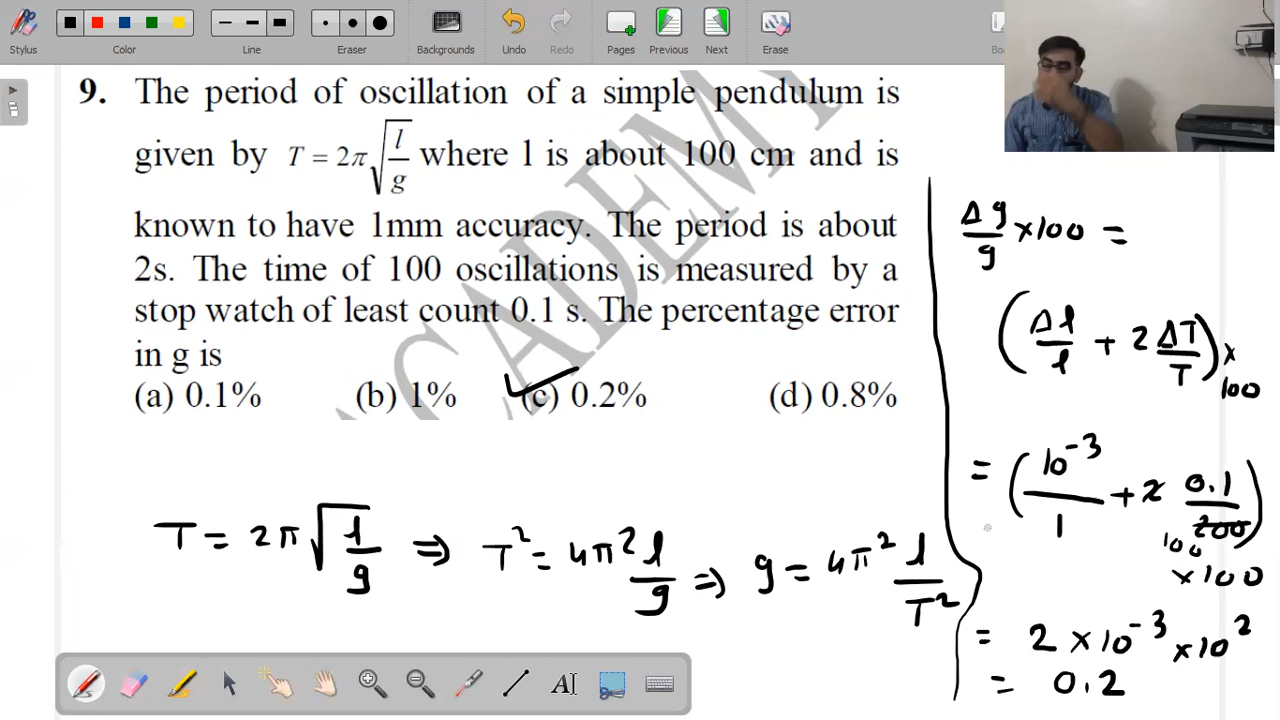 Stylus Color Line Eraser Backgrounds Undo Redo Pages Previous Next Erase
9. The period of oscillation of a simple pendulum is
given by T = 2π√(l/g) where l is about 100 cm and is
known to have 1mm accuracy. The period is about
2s. The time of 100 oscillations is measured by a
stop watch of least count 0.1 s. The percentage error
in g is
(a) 0.1% (b) 1% (c) 0.2% (d) 0.8%
ACADEMY
T = 2π√(l/g) ⇒ T² = 4π² l/g ⇒ g = 4π² l/T²
Δg/g ×100 =
(Δl/l + 2 ΔT/T) × 100
= (10⁻³/1 + 2 0.1/200) 100
×100
= 2 ×10⁻³ ×10²
= 0.2